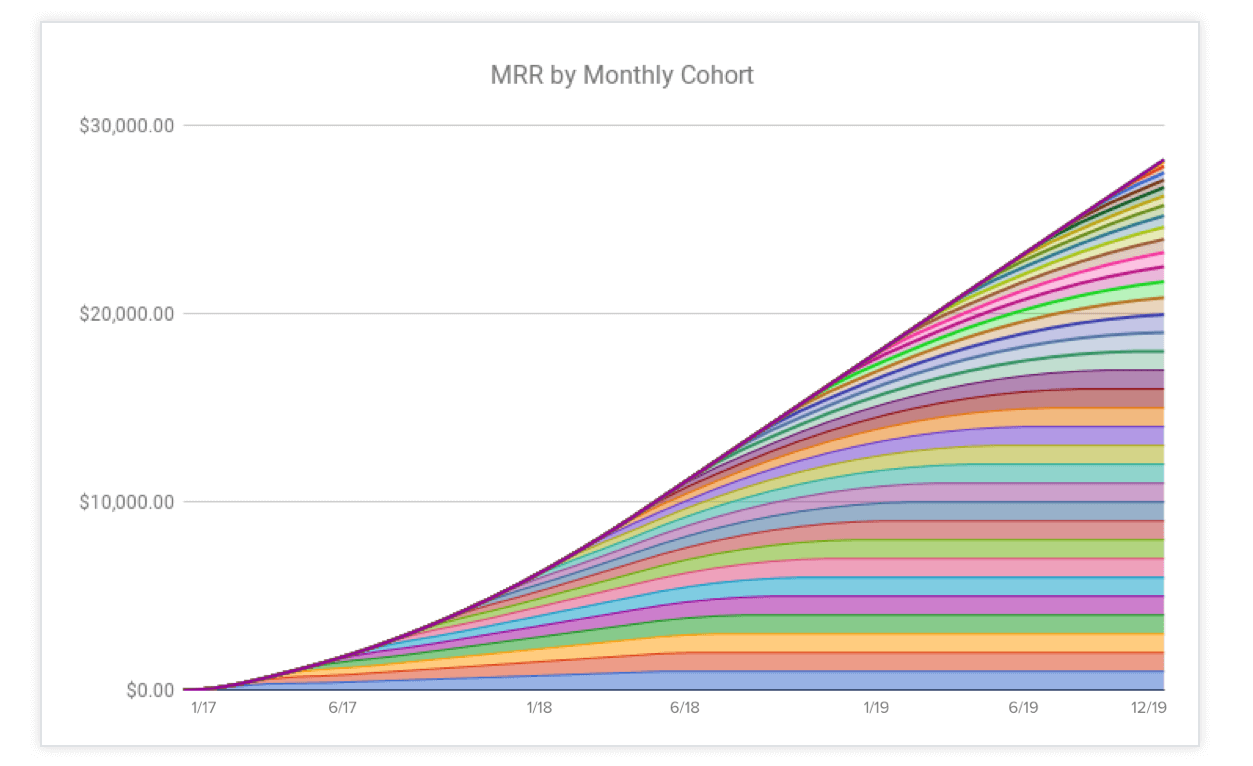 MRR by Monthly Cohort
$30,000.00
$20,000.00
$10,000.00
$0.00
1/17 6/17 1/18 6/18 1/19 6/19 12/19